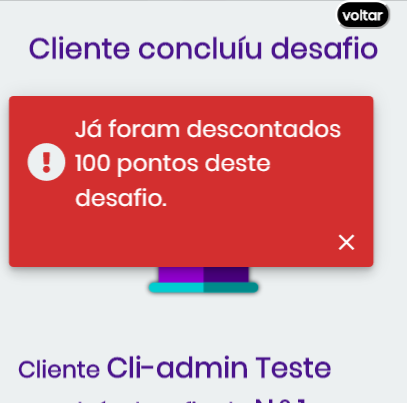 voltar
Cliente concluíu desafio
Já foram descontados
100 pontos deste
desafio.
Cliente Cli-admin Teste